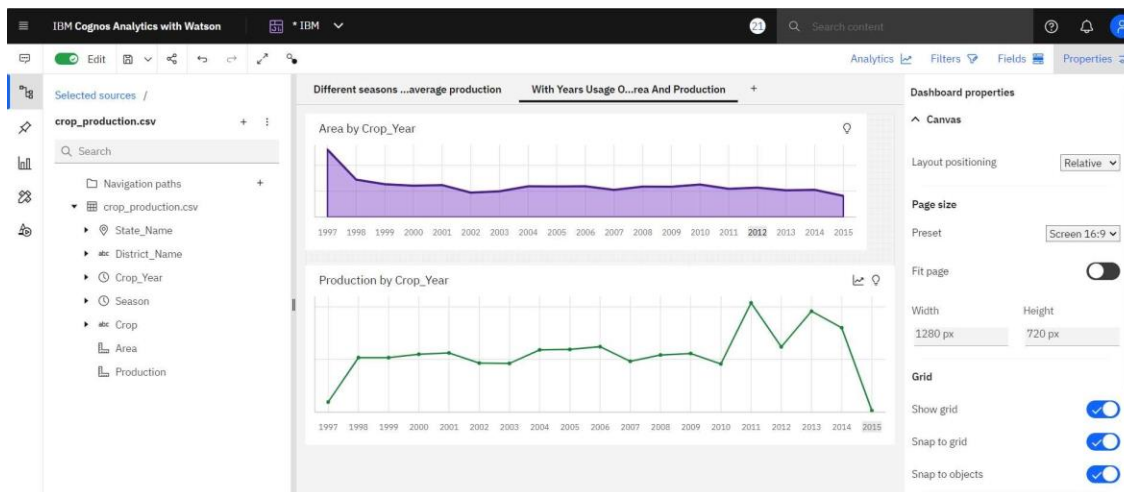 IBM Cognos Analytics with Watson
* IBM
21
Search content
Edit
Analytics
Filters
Fields
Properties
Selected sources /
crop_production.csv
Search
Navigation paths
crop_production.csv
State_Name
abc District_Name
Crop_Year
Season
abc Crop
Area
Production
Different seasons ...average production
With Years Usage O...rea And Production
Area by Crop_Year
1997 1998 1999 2000 2001 2002 2003 2004 2005 2006 2007 2008 2009 2010 2011 2012 2013 2014 2015
Production by Crop_Year
1997 1998 1999 2000 2001 2002 2003 2004 2005 2006 2007 2008 2009 2010 2011 2012 2013 2014 2015
Dashboard properties
Canvas
Layout positioning
Relative
Page size
Preset
Screen 16:9
Fit page
Width Height
1280 px 720 px
Grid
Show grid
Snap to grid
Snap to objects